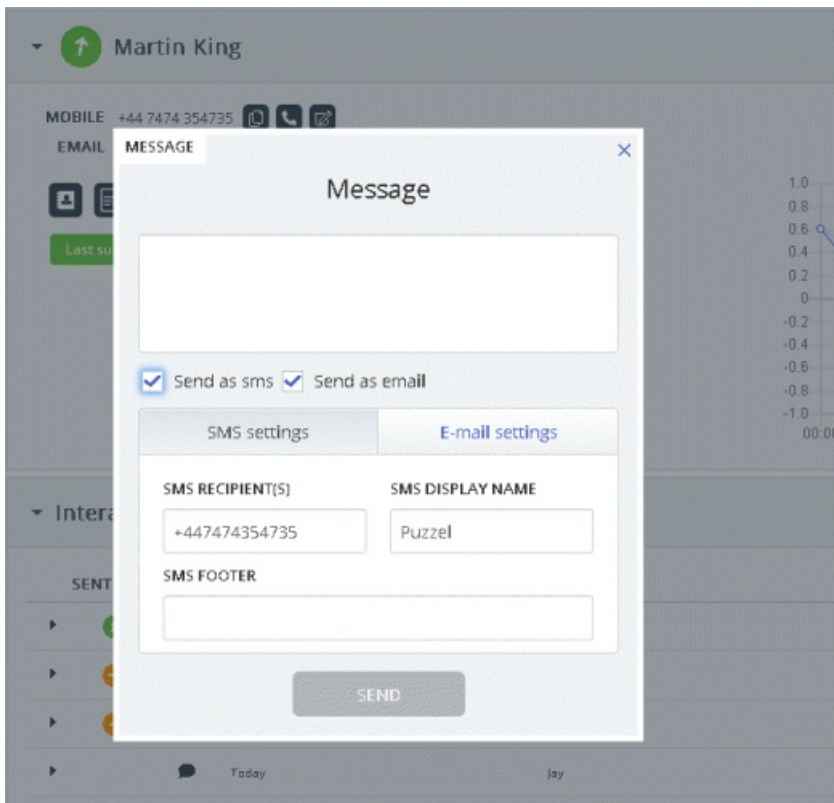 Martin King
MOBILE +44 7474 354735
EMAIL
MESSAGE
Message
Last
Send as sms Send as email
SMS settings E-mail settings
SMS RECIPIENT(S) SMS DISPLAY NAME
+447474354735 Puzzel
SMS FOOTER
SEND
1.0
0.8
0.6
0.4
0.2
0
-0.2
-0.4
-0.6
-0.8
-1.0
SENT
Today Jay